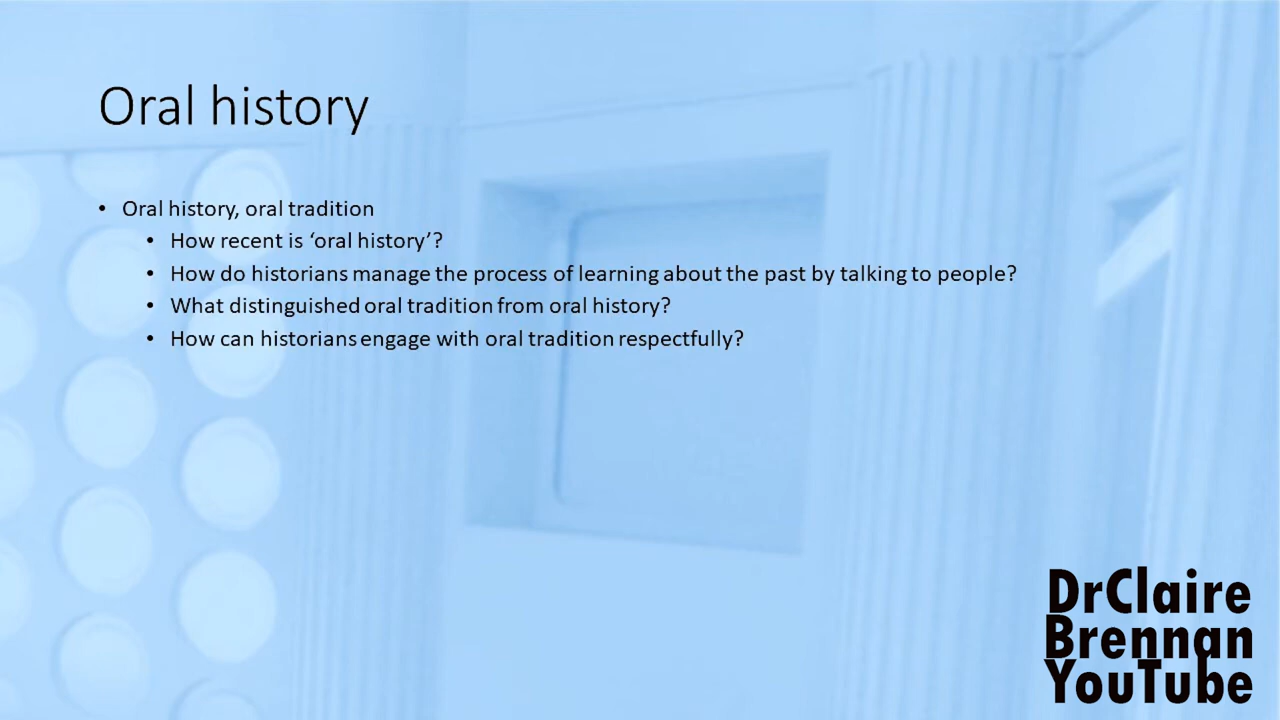 Oral history
• Oral history, oral tradition
• How recent is ‘oral history’?
• How do historians manage the process of learning about the past by talking to people?
• What distinguished oral tradition from oral history?
• How can historians engage with oral tradition respectfully?
DrClaire
Brennan
YouTube